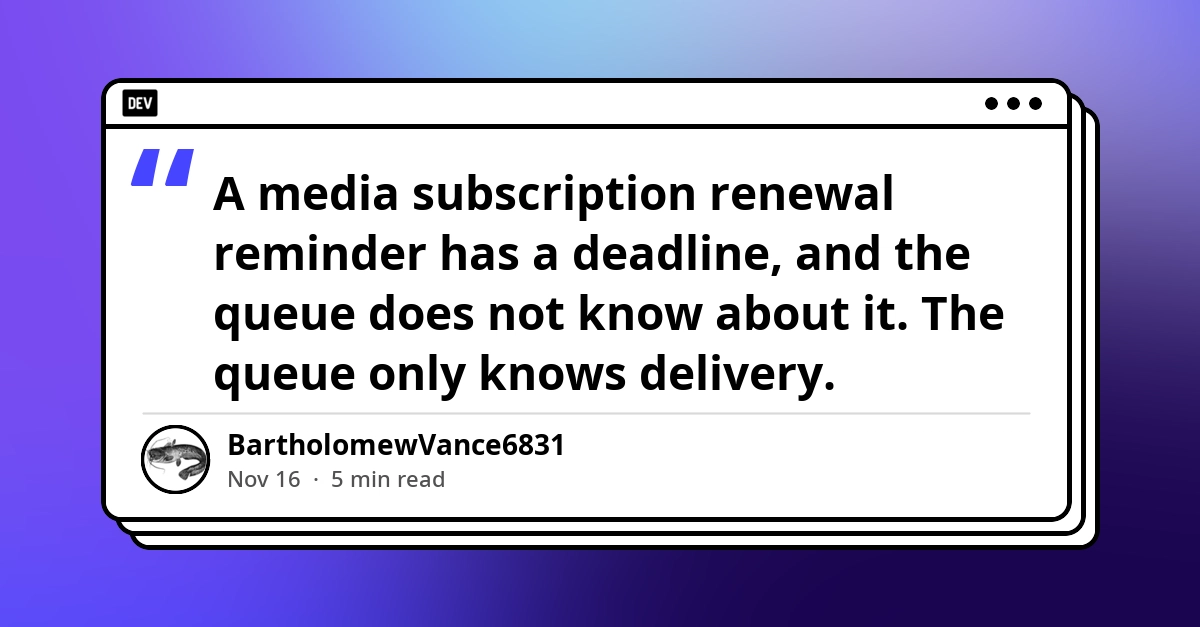 DEV
“ A media subscription renewal
reminder has a deadline, and the
queue does not know about it. The
queue only knows delivery.
BartholomewVance6831
Nov 16 · 5 min read